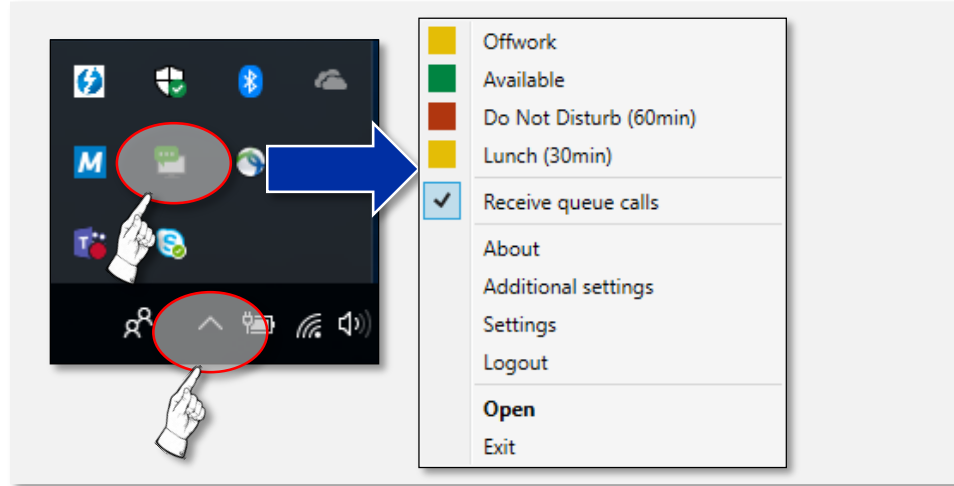 M
T
S
Offwork
Available
Do Not Disturb (60min)
Lunch (30min)
Receive queue calls
About
Additional settings
Settings
Logout
Open
Exit